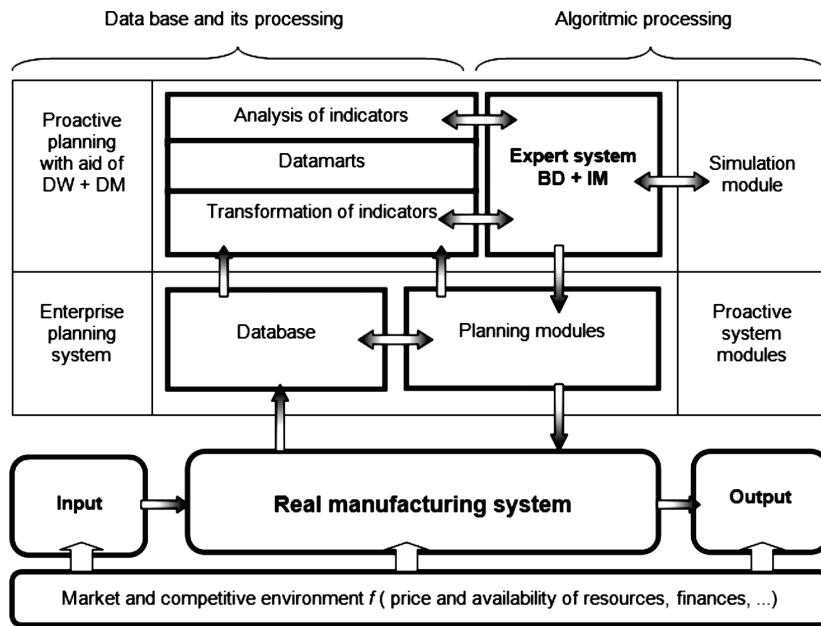 Data base and its processing
Algoritmic processing
Proactive
planning
with aid of
DW + DM
Analysis of indicators
Datamarts
Transformation of indicators
Expert system
BD + IM
Simulation
module
Enterprise
planning
system
Database
Planning modules
Proactive
system
modules
Input
Real manufacturing system
Output
Market and competitive environment f ( price and availability of resources, finances, ...)